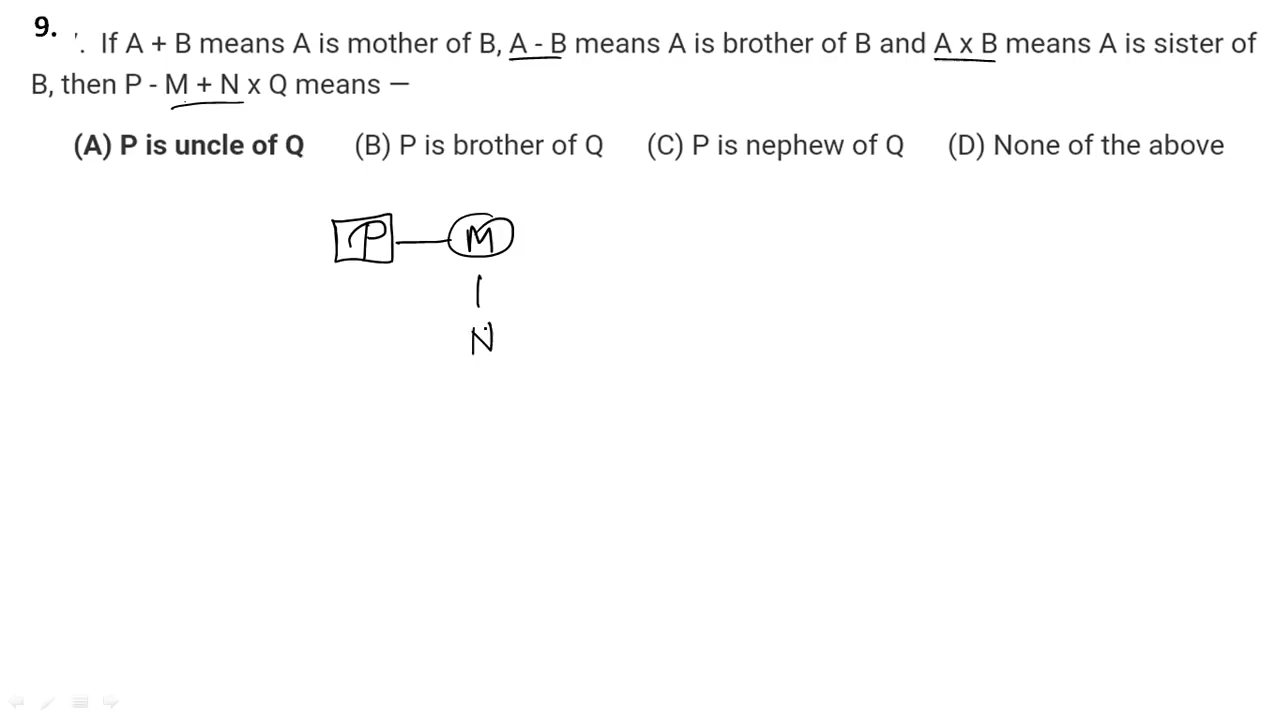 9.
'. If A + B means A is mother of B, A - B means A is brother of B and A x B means A is sister of
B, then P - M + N x Q means —
(A) P is uncle of Q (B) P is brother of Q (C) P is nephew of Q (D) None of the above
P M
N